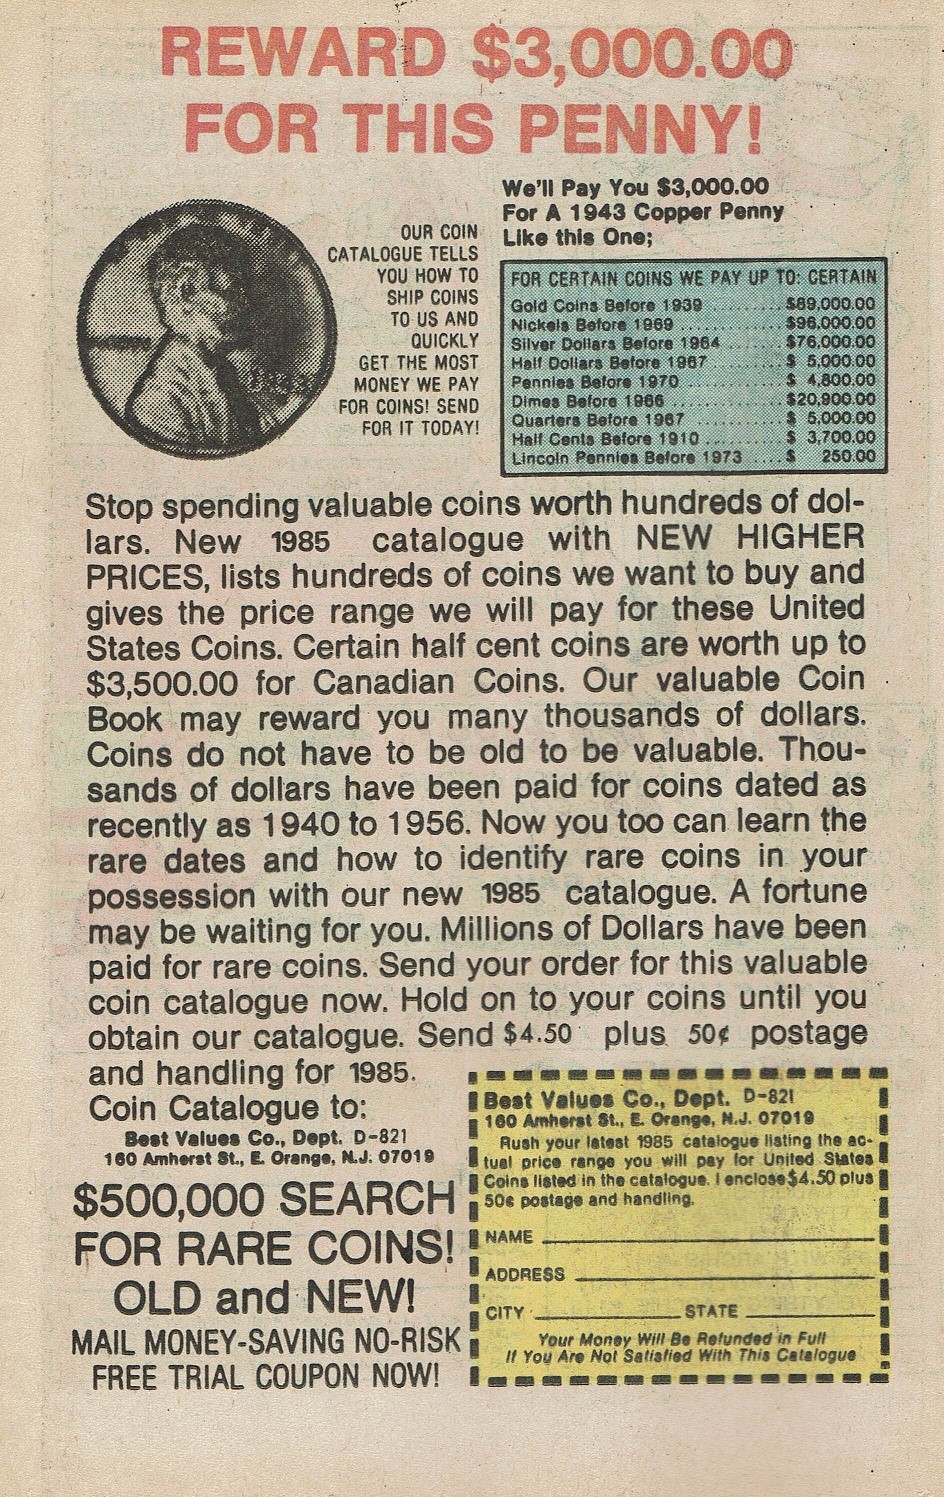 REWARD $3,000.00
FOR THIS PENNY!
We'll Pay You $3,000.00
For A 1943 Copper Penny
Like this One;
OUR COIN
CATALOGUE TELLS
YOU HOW TO
SHIP COINS
TO US AND
QUICKLY
GET THE MOST
MONEY WE PAY
FOR COINS! SEND
FOR IT TODAY!
1943
FOR CERTAIN COINS WE PAY UP TO: CERTAIN
Gold Coins Before 1939 .......... $89,000.00
Nickels Before 1969 .......... $96,000.00
Silver Dollars Before 1964 ....... $76,000.00
Half Dollars Before 1967 ....... $ 5,000.00
Pennies Before 1970 .......... $ 4,800.00
Dimes Before 1966 .......... $20,900.00
Quarters Before 1967 .......... $ 5,000.00
Half Cents Before 1910 ....... $ 3,700.00
Lincoln Pennies Before 1973 .... $ 250.00
Stop spending valuable coins worth hundreds of dol-
lars. New 1985 catalogue with NEW HIGHER
PRICES, lists hundreds of coins we want to buy and
gives the price range we will pay for these United
States Coins. Certain half cent coins are worth up to
$3,500.00 for Canadian Coins. Our valuable Coin
Book may reward you many thousands of dollars.
Coins do not have to be old to be valuable. Thou-
sands of dollars have been paid for coins dated as
recently as 1940 to 1956. Now you too can learn the
rare dates and how to identify rare coins in your
possession with our new 1985 catalogue. A fortune
may be waiting for you. Millions of Dollars have been
paid for rare coins. Send your order for this valuable
coin catalogue now. Hold on to your coins until you
obtain our catalogue. Send $4.50 plus 50¢ postage
and handling for 1985.
Coin Catalogue to:
Best Values Co., Dept. D-821
160 Amherst St., E. Orange, N.J. 07019
$500,000 SEARCH
FOR RARE COINS!
OLD and NEW!
MAIL MONEY-SAVING NO-RISK
FREE TRIAL COUPON NOW!
Best Values Co., Dept. D-821
160 Amherst St., E. Orange, N.J. 07019
Rush your latest 1985 catalogue listing the ac-
tual price range you will pay for United States
Coins listed in the catalogue. I enclose $4.50 plus
50¢ postage and handling.
NAME
ADDRESS
CITY STATE
Your Money Will Be Refunded in Full
If You Are Not Satisfied With This Catalogue